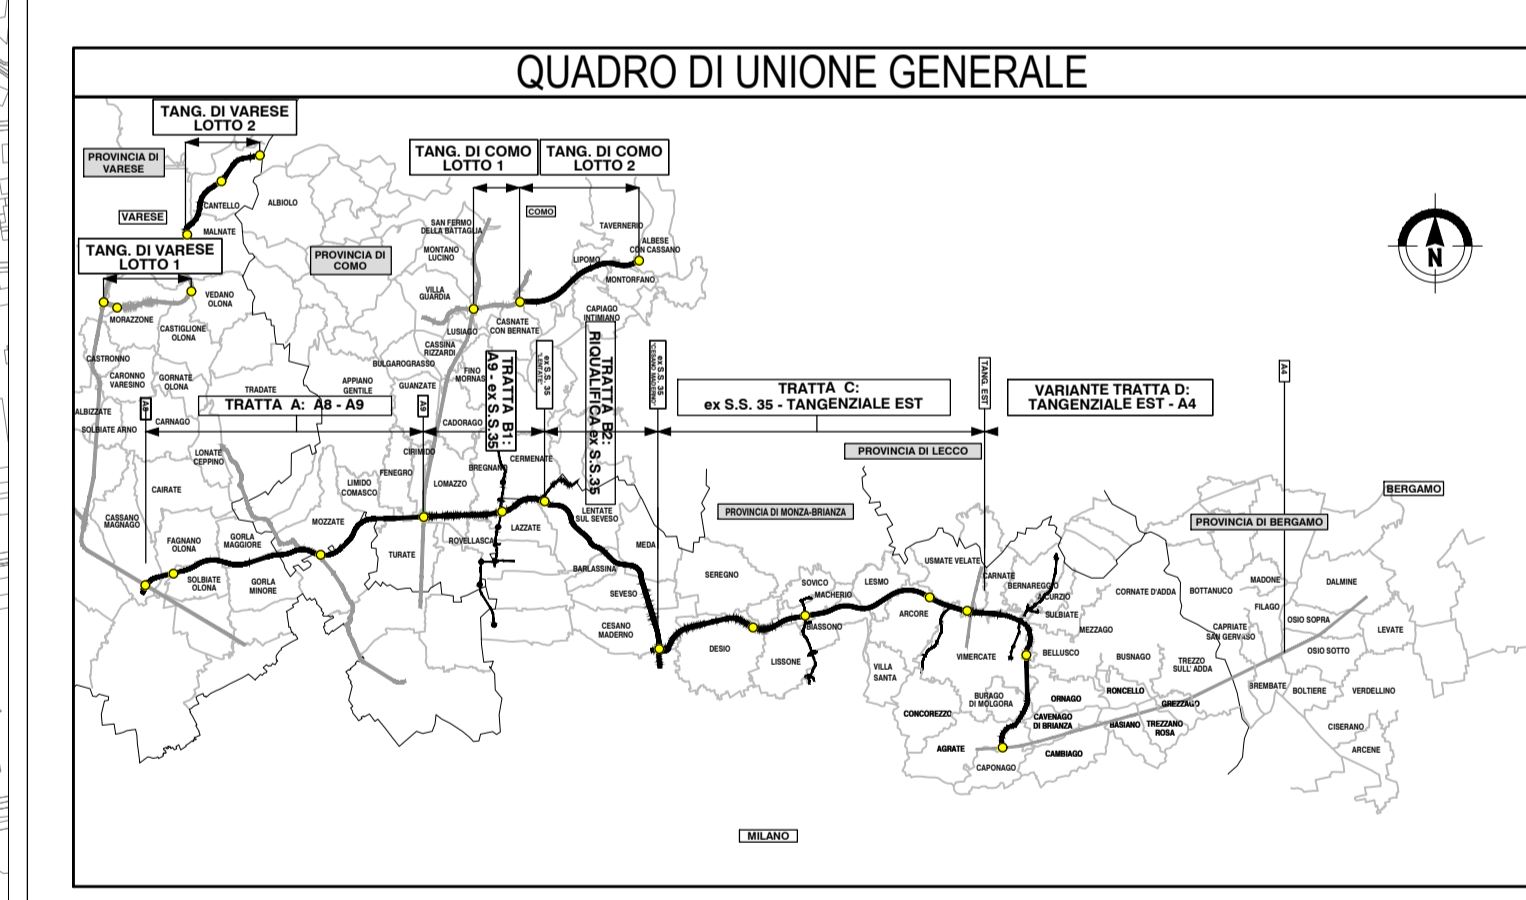 QUADRO DI UNIONE GENERALE
TANG. DI VARESE
LOTTO 2
PROVINCIA DI
VARESE
VARESE
CANTELLO
ALBIOLO
MALNATE
TANG. DI VARESE
LOTTO 1
MORAZZONE
VEDANO
OLONA
CASTIGLIONE
OLONA
PROVINCIA DI
COMO
TANG. DI COMO
LOTTO 1
TANG. DI COMO
LOTTO 2
COMO
SAN FERMO
DELLA BATTAGLIA
MONTANO
LUCINO
VILLA
GUARDIA
TAVERNERIO
ALBESE
CON CASSANO
LIPOMO
MONTORFANO
CAPIAGO
INTIMIANO
LUSIAGO
CASNATE
CON BERNATE
CASSINA
RIZZARDI
BULGAROGRASSO
FINO
MORNAS
GUANZATE
APPIANO
GENTILE
CADORAGO
CASTRONNO
CARONNO
VARESINO
GORNATE
OLONA
TRADATE
ALBIZZATE
SOLBIATE ARNO
CARNAGO
A8
TRATTA A: A8 - A9
A9
TRATTA B1:
A9 - ex S.S.35
ex S.S. 35
"LENTATE"
TRATTA B2:
RIQUALIFICA ex S.S.35
ex S.S. 35
"CESANO MADERNO"
TRATTA C:
ex S.S. 35 - TANGENZIALE EST
TANG. EST
VARIANTE TRATTA D:
TANGENZIALE EST - A4
A4
N
PROVINCIA DI LECCO
PROVINCIA DI MONZA-BRIANZA
BERGAMO
PROVINCIA DI BERGAMO
LONATE
CEPPINO
CAIRATE
CASSANO
MAGNAGO
FAGNANO
OLONA
GORLA
MAGGIORE
SOLBIATE
OLONA
GORLA
MINORE
MOZZATE
LIMIDO
COMASCO
FENEGRO
CIRIMIDO
LOMAZZO
BREGNANO
CERMENATE
TURATE
ROVELLASCA
LAZZATE
LENTATE
SUL SEVESO
MEDA
BARLASSINA
SEVESO
CESANO
MADERNO
SEREGNO
DESIO
SOVICO
MACHERIO
BIASSONO
LISSONE
LESMO
ARCORE
USMATE VELATE
CARNATE
BERNAREGGIO
AICURZIO
SULBIATE
MEZZAGO
BELLUSCO
VIMERCATE
VILLA
SANTA
CONCOREZZO
BURAGO
DI MOLGORA
ORNAGO
CAVENAGO
DI BRIANZA
RONCELLO
BASIANO
TREZZANO
ROSA
GREZZAGO
AGRATE
CAPONAGO
CAMBIAGO
CORNATE D'ADDA
BUSNAGO
TREZZO
SULL' ADDA
BOTTANUCO
MADONE
FILAGO
CAPRIATE
SAN GERVASO
DALMINE
OSIO SOPRA
OSIO SOTTO
LEVATE
BREMBATE
BOLTIERE
VERDELLINO
CISERANO
ARCENE
MILANO